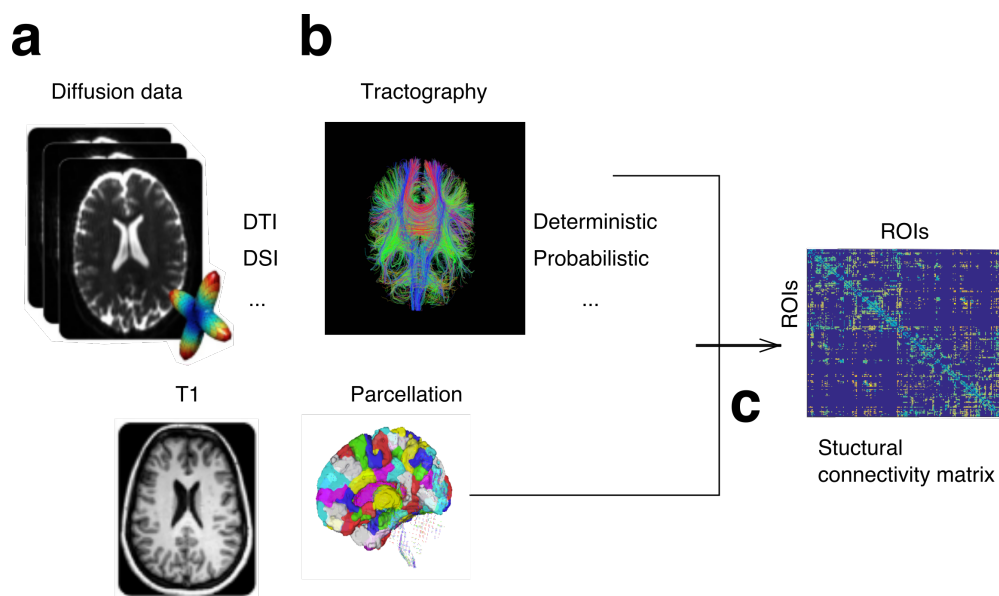 a
b
Diffusion data
Tractography
DTI
DSI
...
Deterministic
Probabilistic
...
ROIs
ROIs
T1
Parcellation
c
Stuctural
connectivity matrix